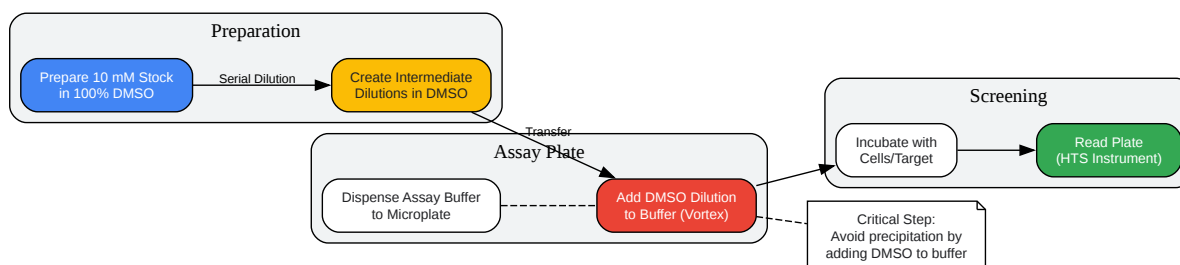 Preparation
Prepare 10 mM Stock
in 100% DMSO
Serial Dilution
Create Intermediate
Dilutions in DMSO
Transfer
Assay Plate
Dispense Assay Buffer
to Microplate
Add DMSO Dilution
to Buffer (Vortex)
Screening
Incubate with
Cells/Target
Read Plate
(HTS Instrument)
Critical Step:
Avoid precipitation by
adding DMSO to buffer